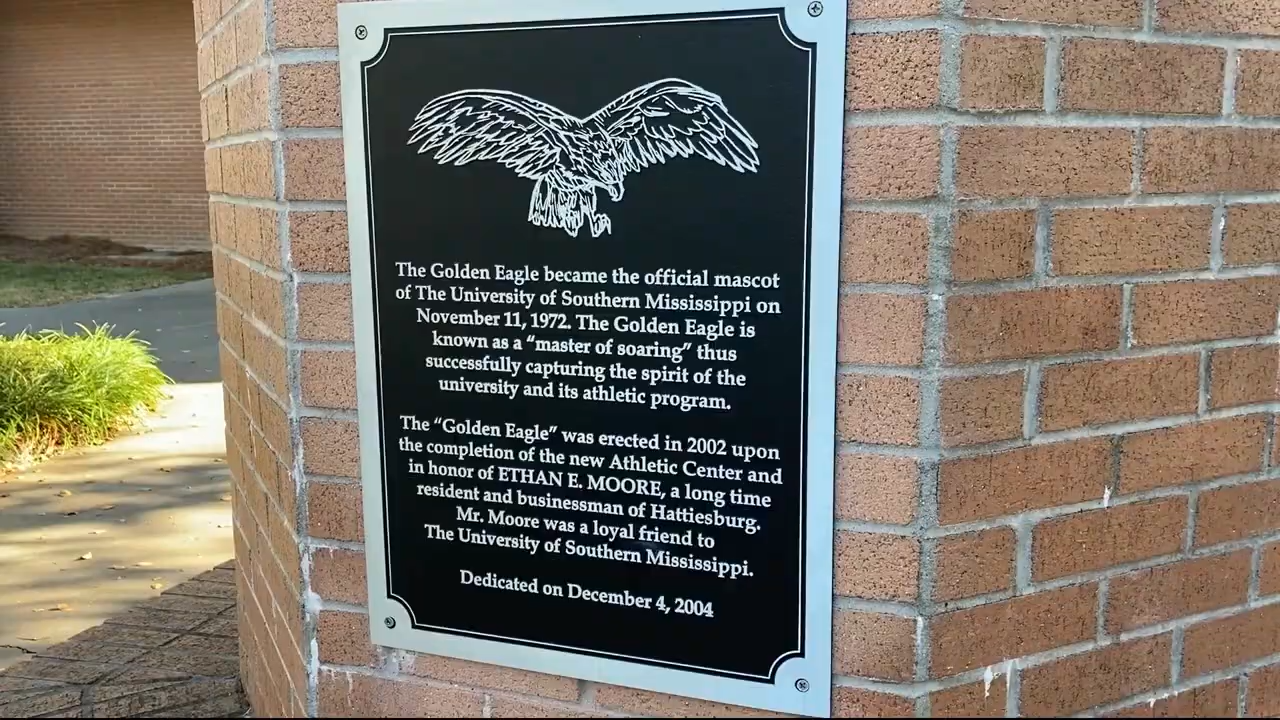 The Golden Eagle became the official mascot
of The University of Southern Mississippi on
November 11, 1972. The Golden Eagle is
known as a “master of soaring” thus
successfully capturing the spirit of the
university and its athletic program.
The “Golden Eagle” was erected in 2002 upon
the completion of the new Athletic Center and
in honor of ETHAN E. MOORE, a long time
resident and businessman of Hattiesburg.
Mr. Moore was a loyal friend to
The University of Southern Mississippi.
Dedicated on December 4, 2004